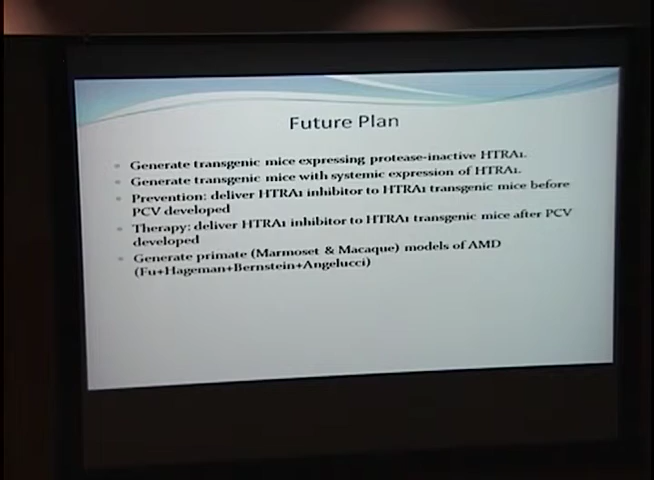 Future Plan
Generate transgenic mice expressing protease-inactive HTRA1.
Generate transgenic mice with systemic expression of HTRA1.
Prevention: deliver HTRA1 inhibitor to HTRA1 transgenic mice before
PCV developed
Therapy: deliver HTRA1 inhibitor to HTRA1 transgenic mice after PCV
developed
Generate primate (Marmoset & Macaque) models of AMD
(Fu+Hageman+Bernstein+Angelucci)